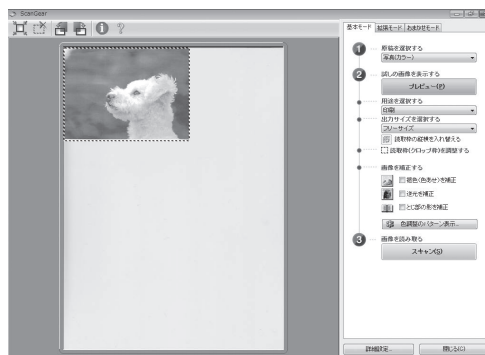 ScanGear
基本モード 拡張モード おまかせモード
1 原稿を選択する
写真(カラー)
2 試しの画像を表示する
プレビュー(P)
用途を選択する
印刷
出力サイズを選択する
フリーサイズ
読取枠の縦横を入れ替える
読取枠(クロップ枠)を調整する
画像を補正する
褪色(色あせ)を補正
逆光を補正
とじ部の影を補正
色調整のパターン表示...
3 画像を読み取る
スキャン(S)
詳細設定... 閉じる(C)